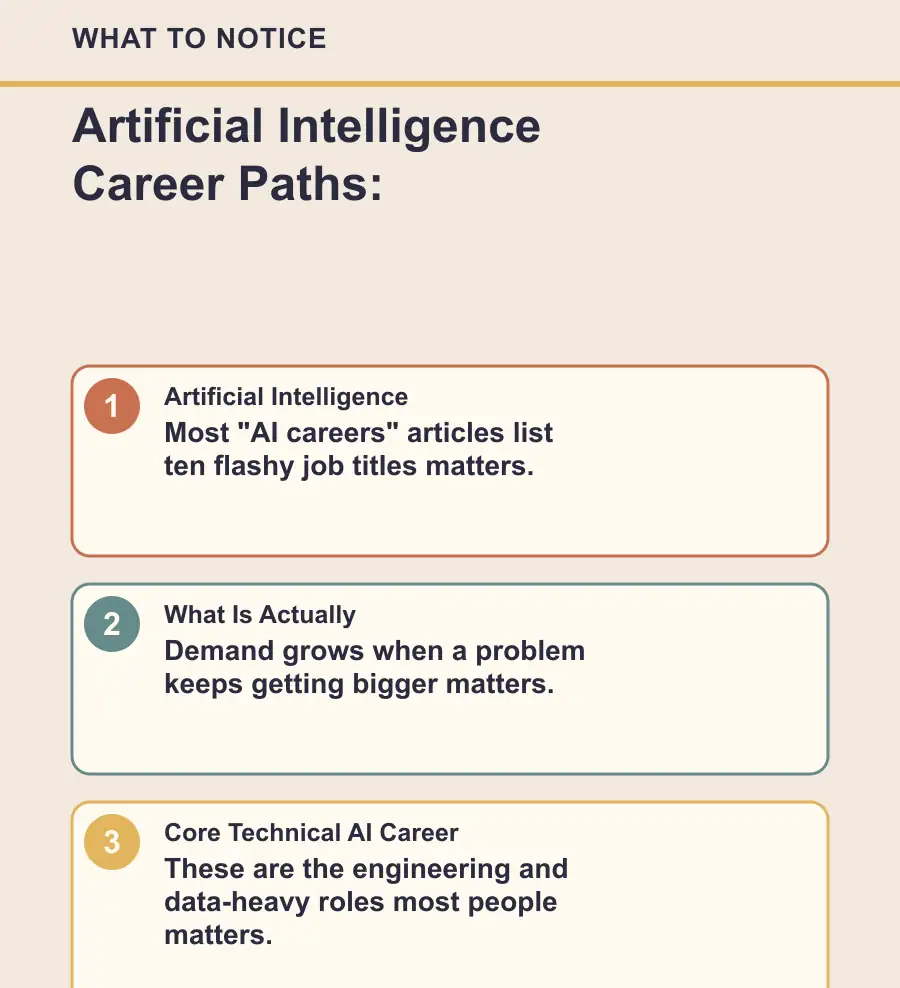 WHAT TO NOTICE
Artificial Intelligence
Career Paths:
1
Artificial Intelligence
Most "AI careers" articles list
ten flashy job titles matters.
2
What Is Actually
Demand grows when a problem
keeps getting bigger matters.
3
Core Technical AI Career
These are the engineering and
data-heavy roles most people
matters.